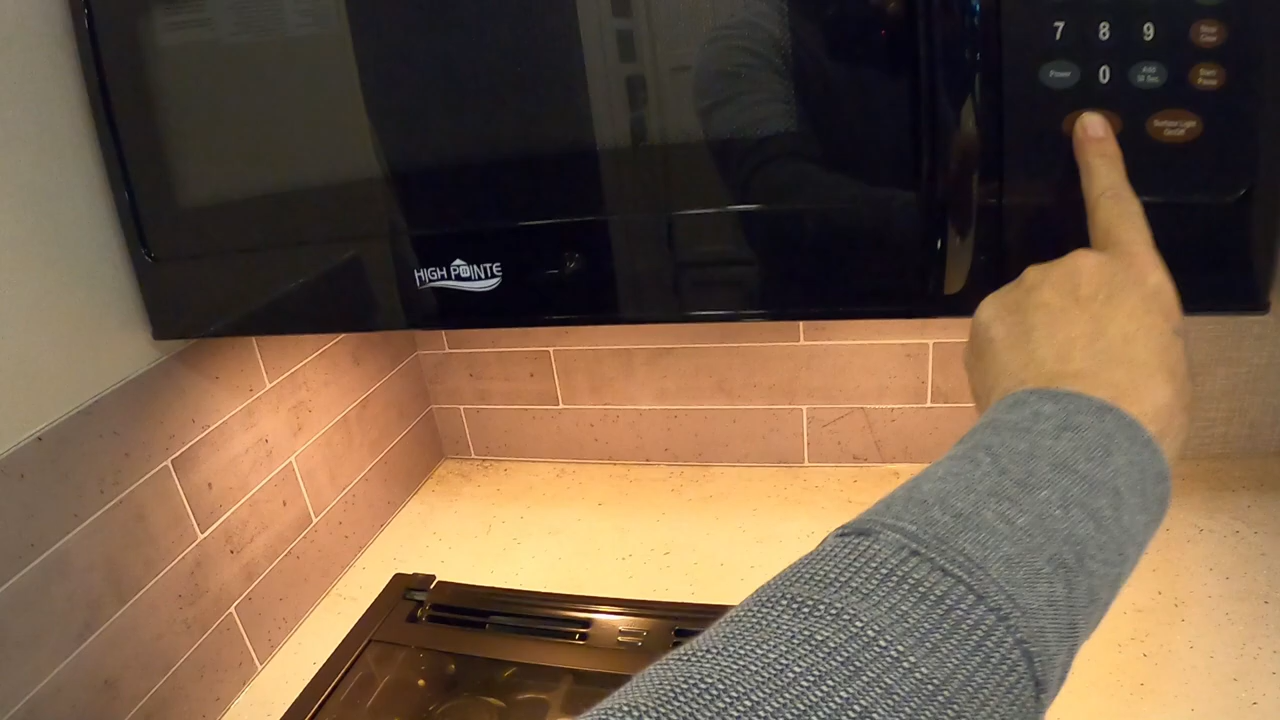 7 8 9
Power 0 Add 30 Sec.
Start Pause
Surface Light On/Off
HIGH POINTE